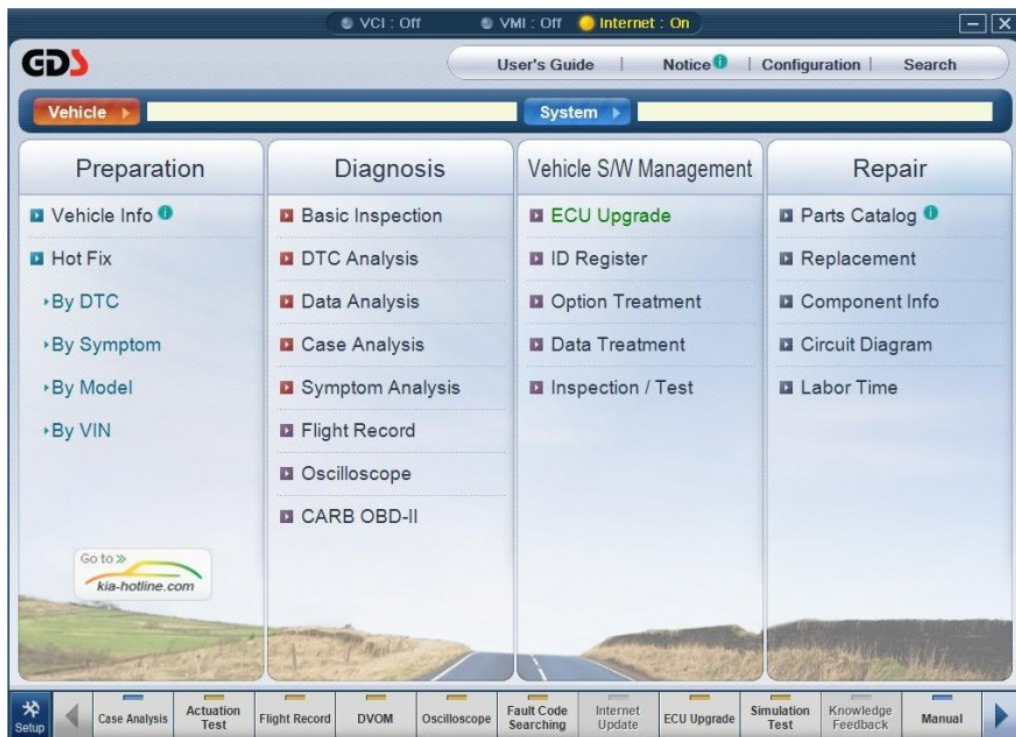 VCI : Off VMI : Off Internet : On
GDS
User's Guide | Notice i | Configuration | Search
Vehicle System
Preparation
Vehicle Info i
Hot Fix
By DTC
By Symptom
By Model
By VIN
Go to »
kia-hotline.com
Diagnosis
Basic Inspection
DTC Analysis
Data Analysis
Case Analysis
Symptom Analysis
Flight Record
Oscilloscope
CARB OBD-II
Vehicle S/W Management
ECU Upgrade
ID Register
Option Treatment
Data Treatment
Inspection / Test
Repair
Parts Catalog i
Replacement
Component Info
Circuit Diagram
Labor Time
Setup
Case Analysis
Actuation
Test
Flight Record
DVOM
Oscilloscope
Fault Code
Searching
Internet
Update
ECU Upgrade
Simulation
Test
Knowledge
Feedback
Manual